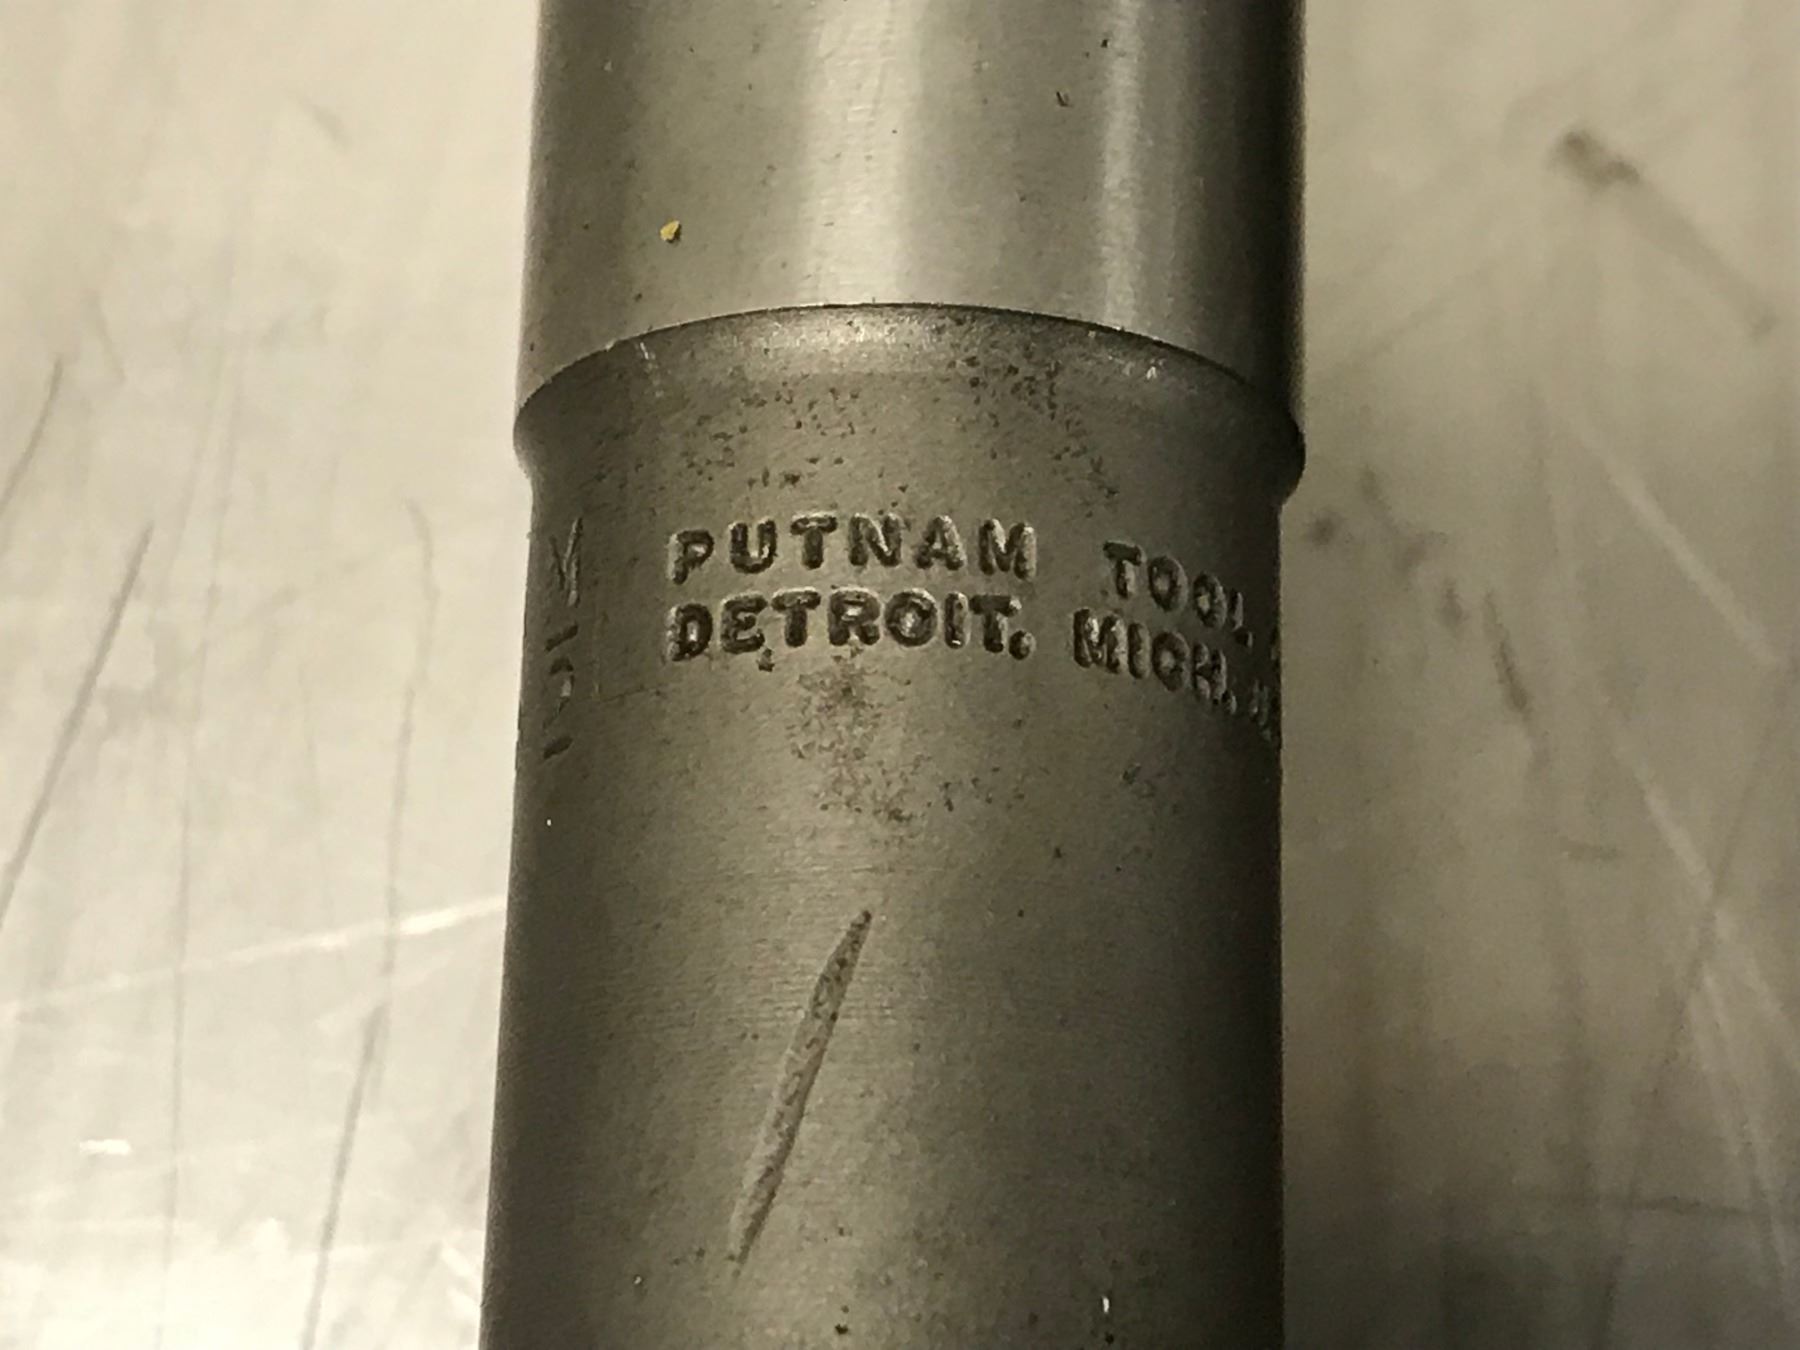 PUTNAM TOOL
DETROIT. MICH.